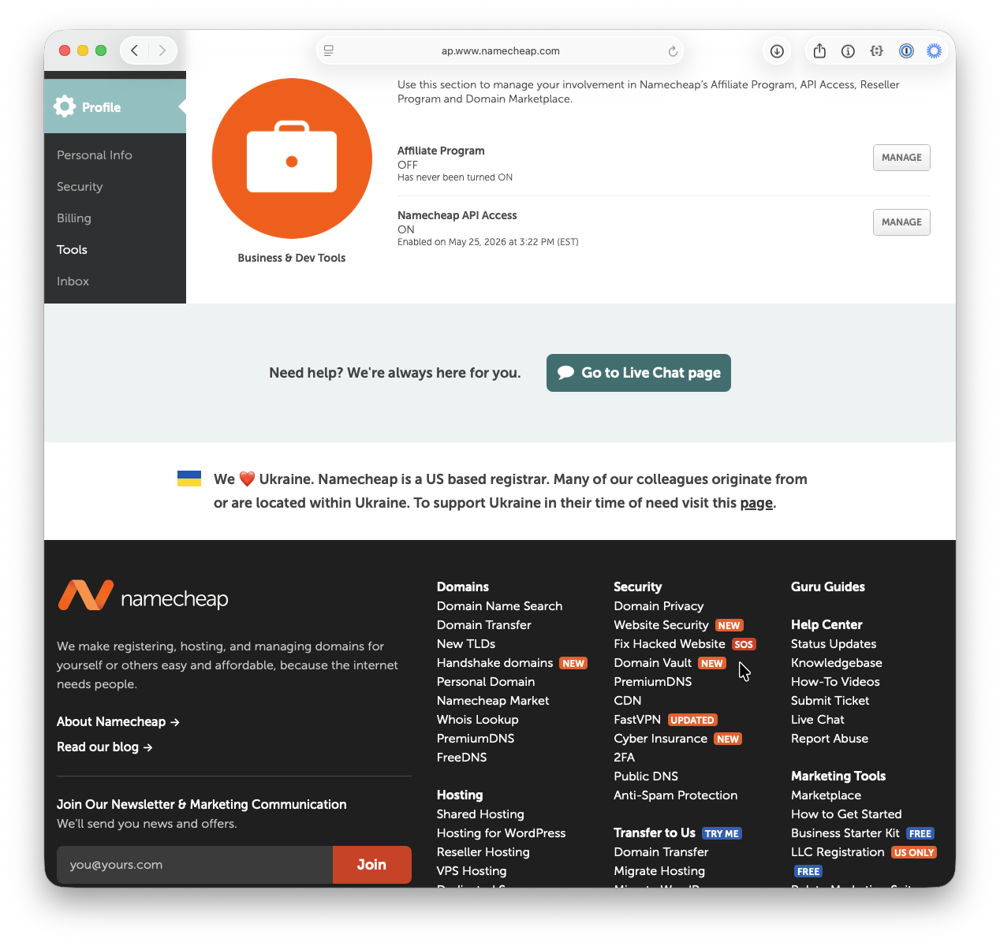 ap.www.namecheap.com
Profile
Personal Info
Security
Billing
Tools
Inbox
Business & Dev Tools
Use this section to manage your involvement in Namecheap's Affiliate Program, API Access, Reseller
Program and Domain Marketplace.
Affiliate Program
OFF
Has never been turned ON
MANAGE
Namecheap API Access
ON
Enabled on May 25, 2026 at 3:22 PM (EST)
MANAGE
Need help? We're always here for you.
Go to Live Chat page
We ❤️ Ukraine. Namecheap is a US based registrar. Many of our colleagues originate from
or are located within Ukraine. To support Ukraine in their time of need visit this page.
namecheap
We make registering, hosting, and managing domains for
yourself or others easy and affordable, because the internet
needs people.
About Namecheap →
Read our blog →
Join Our Newsletter & Marketing Communication
We'll send you news and offers.
you@yours.com
Join
Domains
Domain Name Search
Domain Transfer
New TLDs
Handshake domains NEW
Personal Domain
Namecheap Market
Whois Lookup
PremiumDNS
FreeDNS
Hosting
Shared Hosting
Hosting for WordPress
Reseller Hosting
VPS Hosting
Security
Domain Privacy
Website Security NEW
Fix Hacked Website SOS
Domain Vault NEW
PremiumDNS
CDN
FastVPN UPDATED
Cyber Insurance NEW
2FA
Public DNS
Anti-Spam Protection
Transfer to Us TRY ME
Domain Transfer
Migrate Hosting
Guru Guides
Help Center
Status Updates
Knowledgebase
How-To Videos
Submit Ticket
Live Chat
Report Abuse
Marketing Tools
Marketplace
How to Get Started
Business Starter Kit FREE
LLC Registration US ONLY
FREE